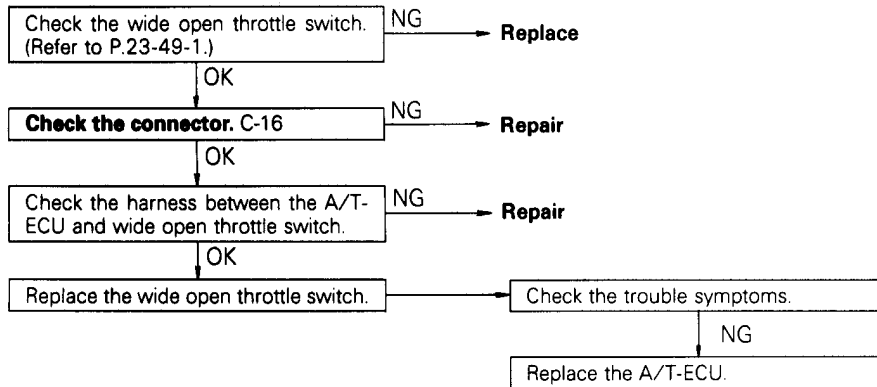 Check the wide open throttle switch.
(Refer to P.23-49-1.)
NG
Replace
OK
Check the connector. C-16
NG
Repair
OK
Check the harness between the A/T-
ECU and wide open throttle switch.
NG
Repair
OK
Replace the wide open throttle switch.
Check the trouble symptoms.
NG
Replace the A/T-ECU.